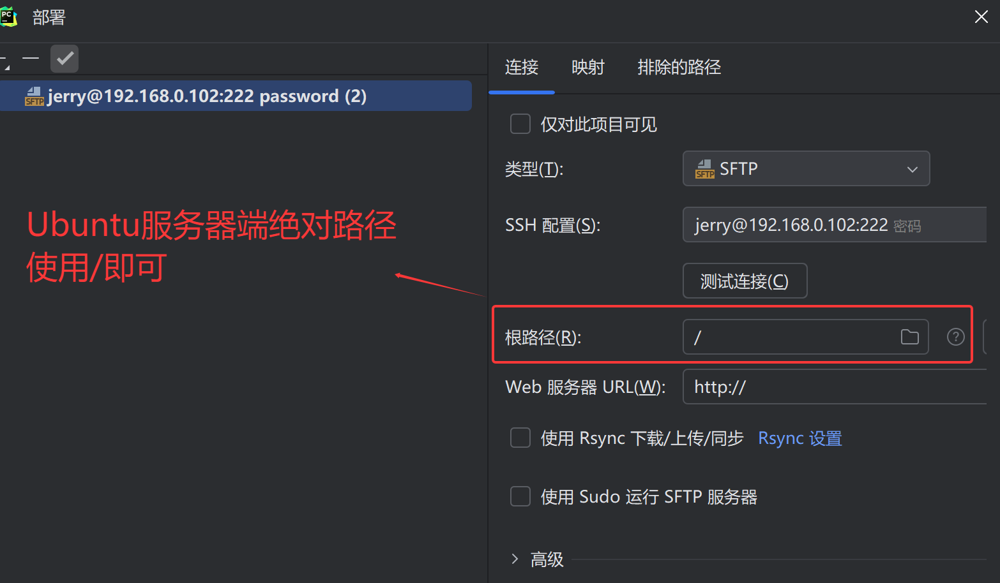 部署
jerry@192.168.0.102:222 password (2)
Ubuntu服务器端绝对路径
使用/即可
连接 映射 排除的路径
仅对此项目可见
类型(T): SFTP
SSH 配置(S): jerry@192.168.0.102:222 密码
测试连接(C)
根路径(R): /
Web 服务器 URL(W): http://
使用 Rsync 下载/上传/同步 Rsync 设置
使用 Sudo 运行 SFTP 服务器
高级